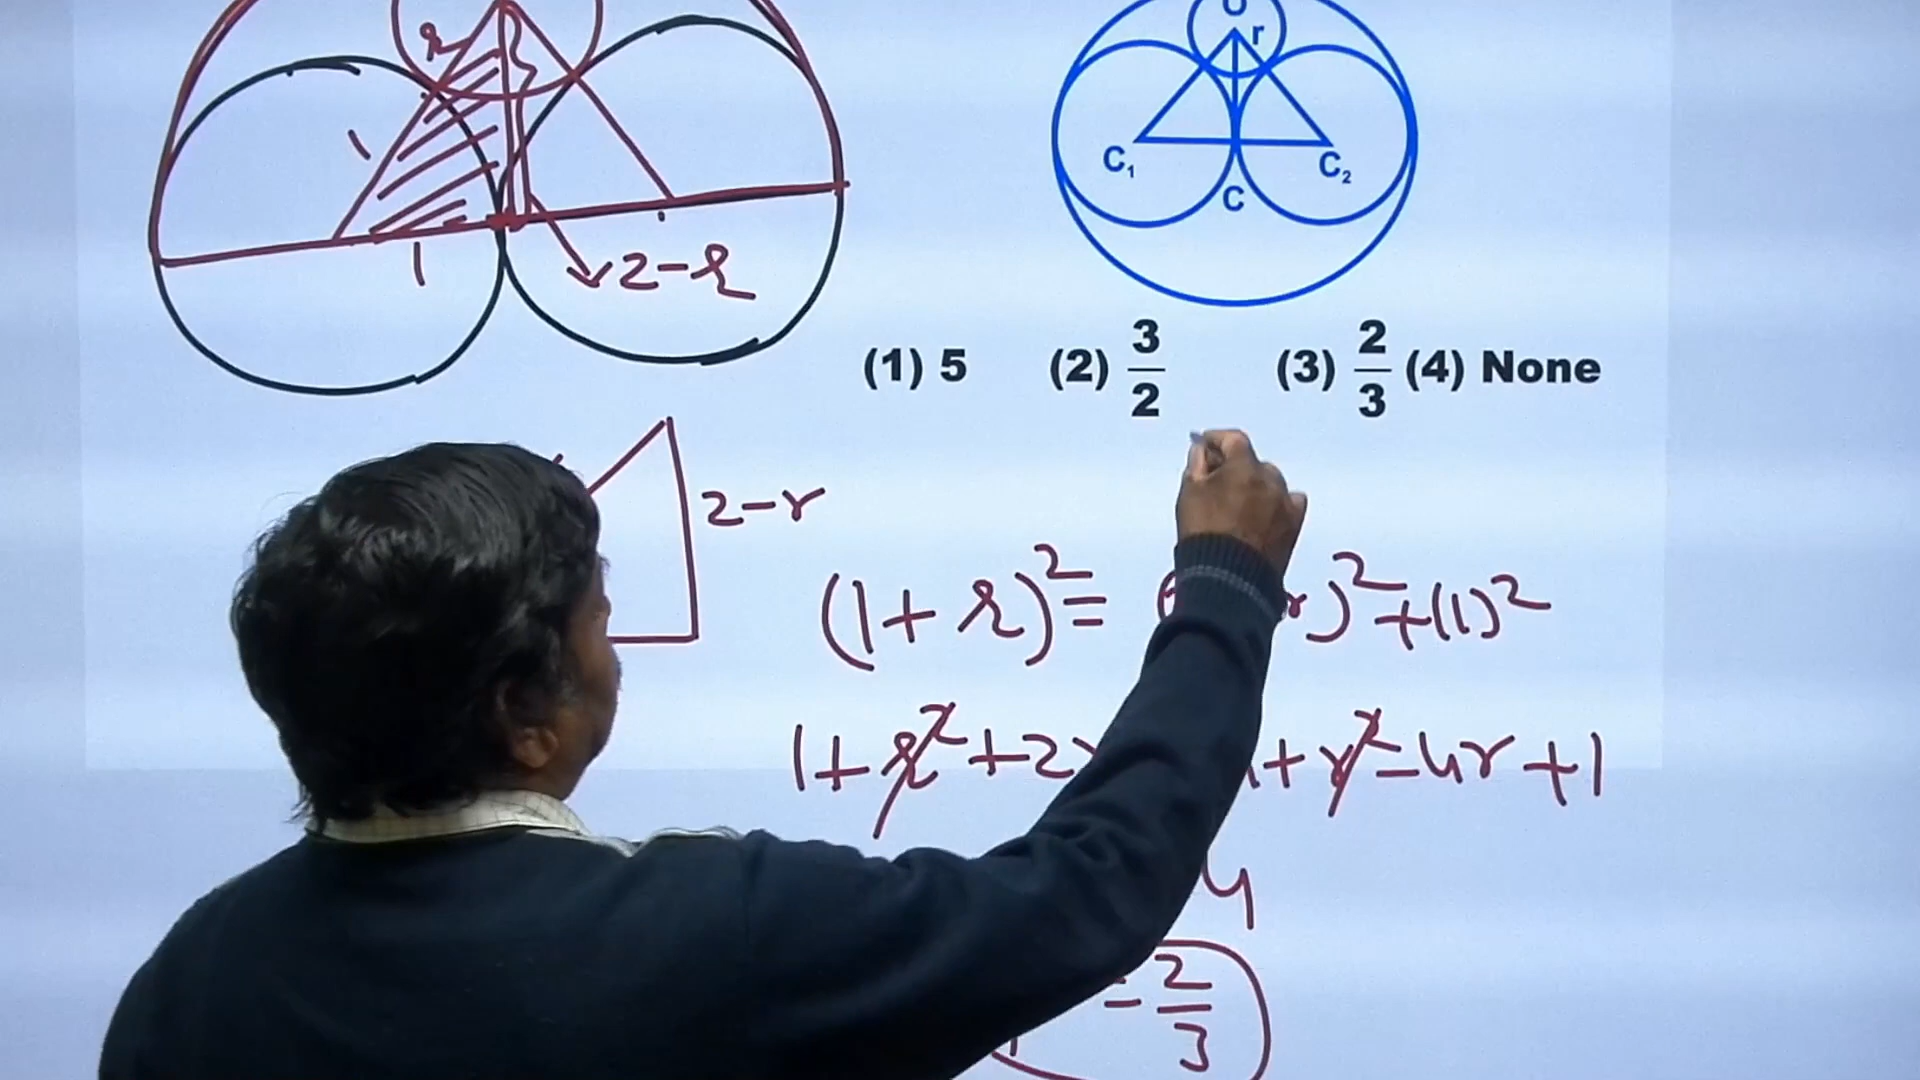 r
O
r
1
C₁
C
C₂
1
2-r
(1) 5 (2) 3/2 (3) 2/3 (4) None
2-r
(1+r)²= r)²+(1)²
1+r²+2 +r²-4r+1
4
= 2/3